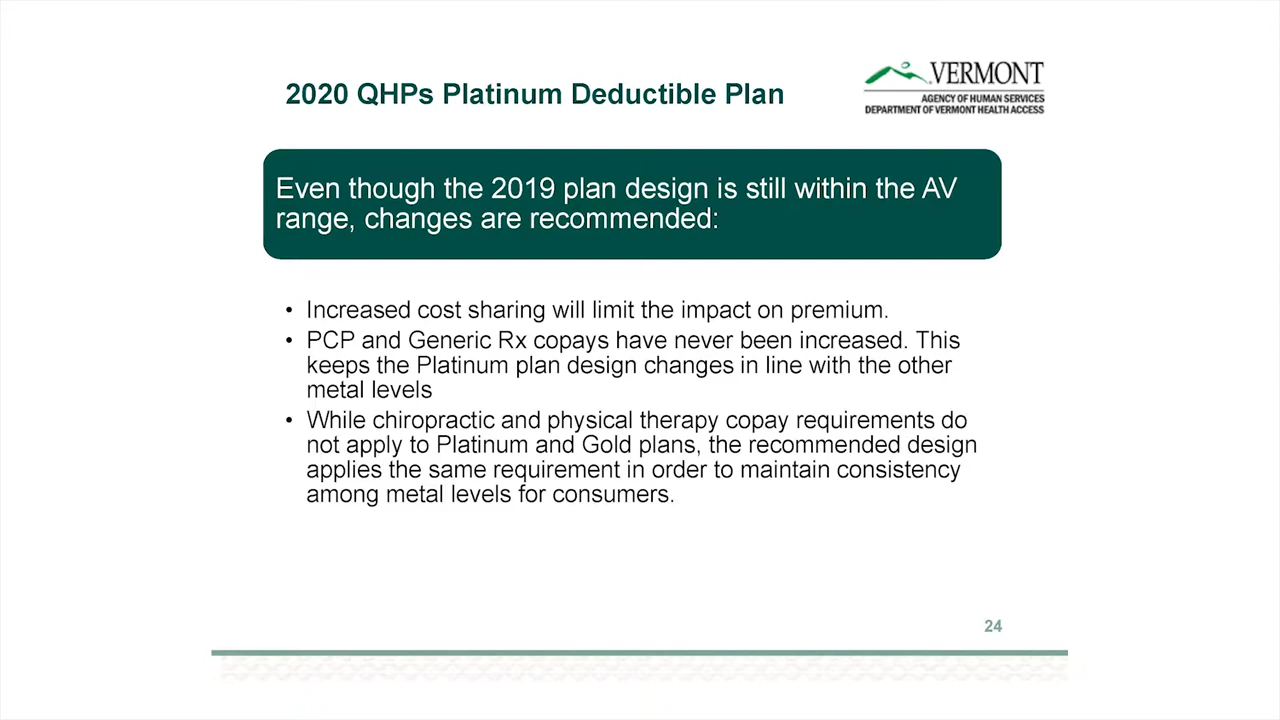 2020 QHPs Platinum Deductible Plan
VERMONT
AGENCY OF HUMAN SERVICES
DEPARTMENT OF VERMONT HEALTH ACCESS
Even though the 2019 plan design is still within the AV
range, changes are recommended:
• Increased cost sharing will limit the impact on premium.
• PCP and Generic Rx copays have never been increased. This
keeps the Platinum plan design changes in line with the other
metal levels
• While chiropractic and physical therapy copay requirements do
not apply to Platinum and Gold plans, the recommended design
applies the same requirement in order to maintain consistency
among metal levels for consumers.
24